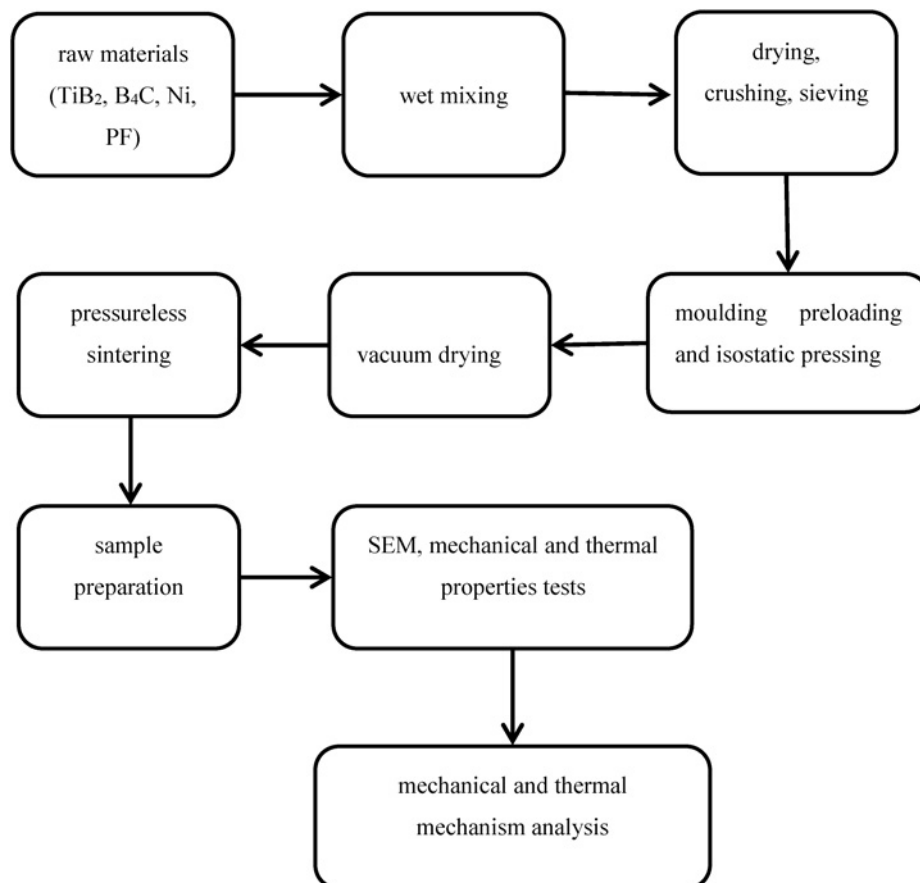 raw materials
(TiB₂, B₄C, Ni,
PF)
wet mixing
drying,
crushing, sieving
moulding preloading
and isostatic pressing
vacuum drying
pressureless
sintering
sample
preparation
SEM, mechanical and thermal
properties tests
mechanical and thermal
mechanism analysis